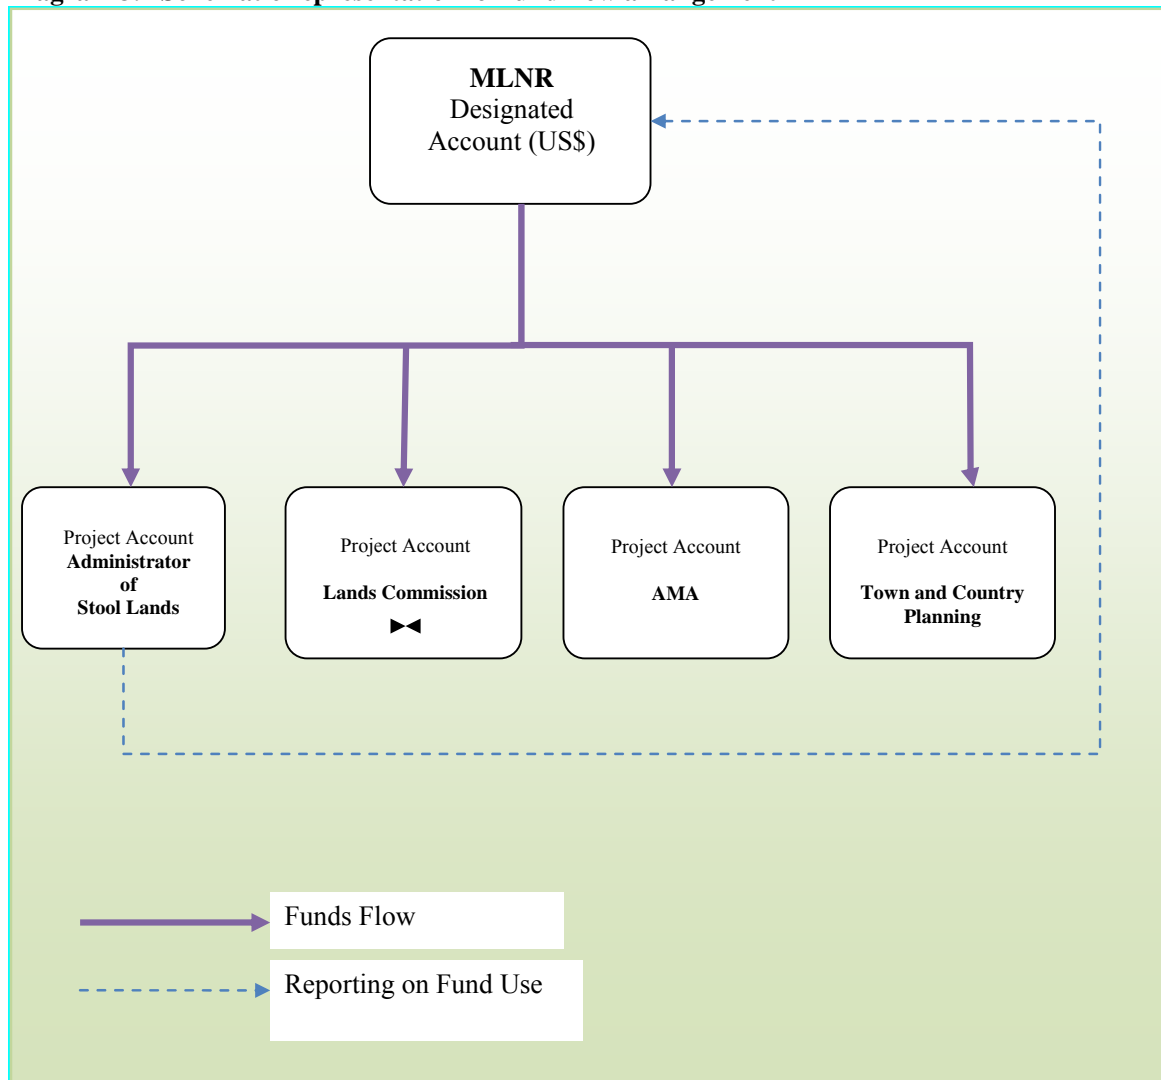 MLNR
Designated
Account (US$)
Project Account
Administrator
of
Stool Lands
Project Account
Lands Commission
Project Account
AMA
Project Account
Town and Country
Planning
Funds Flow
Reporting on Fund Use